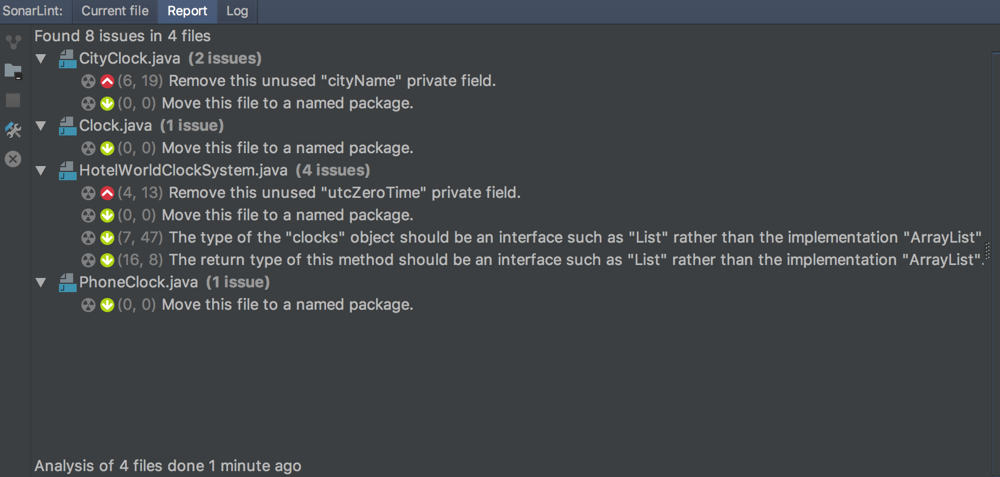 SonarLint: Current file Report Log
Found 8 issues in 4 files
CityClock.java (2 issues)
(6, 19) Remove this unused "cityName" private field.
(0, 0) Move this file to a named package.
Clock.java (1 issue)
(0, 0) Move this file to a named package.
HotelWorldClockSystem.java (4 issues)
(4, 13) Remove this unused "utcZeroTime" private field.
(0, 0) Move this file to a named package.
(7, 47) The type of the "clocks" object should be an interface such as "List" rather than the implementation "ArrayList"
(16, 8) The return type of this method should be an interface such as "List" rather than the implementation "ArrayList".
PhoneClock.java (1 issue)
(0, 0) Move this file to a named package.
Analysis of 4 files done 1 minute ago